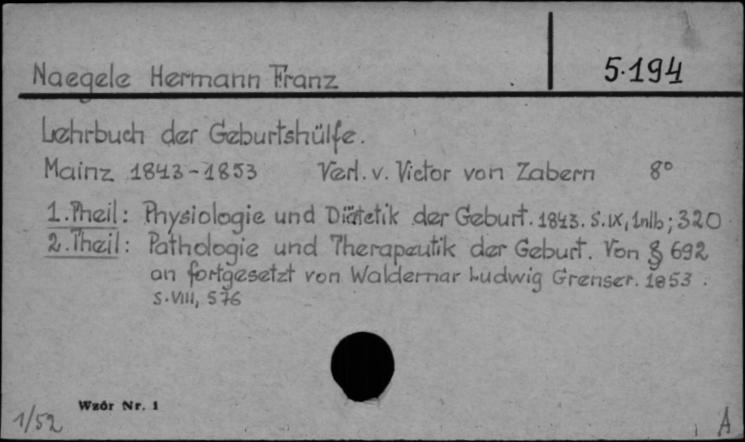 Naegele Hermann Franz
5.194
Lehrbuch der Geburtshülfe.
Mainz 1843-1853 Verl. v. Victor von Zabern 8°
1. Theil: Physiologie und Diätetik der Geburt. 1843. S. IX, 1nlb; 320
2. Theil: Pathologie und Therapeutik der Geburt. Von § 692
an fortgesetzt von Waldemar Ludwig Grenser. 1853.
S. VIII, 576
Wzór Nr. 1
1/52
A